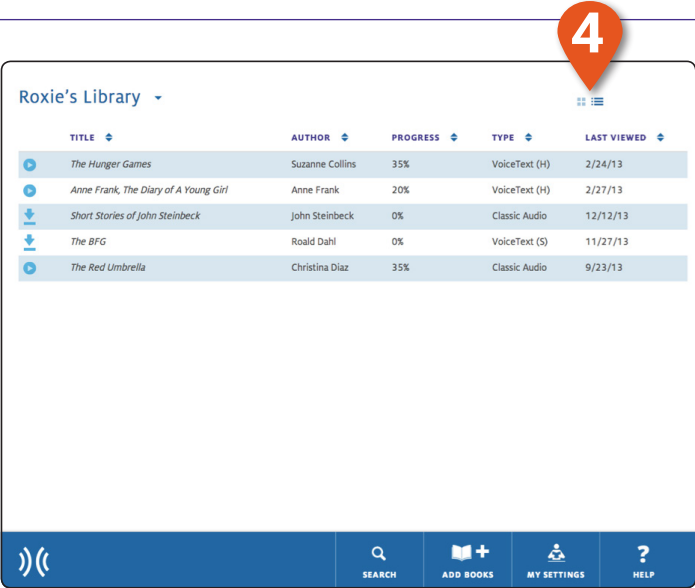 4
Roxie's Library
TITLE AUTHOR PROGRESS TYPE LAST VIEWED
The Hunger Games Suzanne Collins 35% VoiceText (H) 2/24/13
Anne Frank, The Diary of A Young Girl Anne Frank 20% VoiceText (H) 2/27/13
Short Stories of John Steinbeck John Steinbeck 0% Classic Audio 12/12/13
The BFG Roald Dahl 0% VoiceText (S) 11/27/13
The Red Umbrella Christina Diaz 35% Classic Audio 9/23/13
SEARCH ADD BOOKS MY SETTINGS HELP